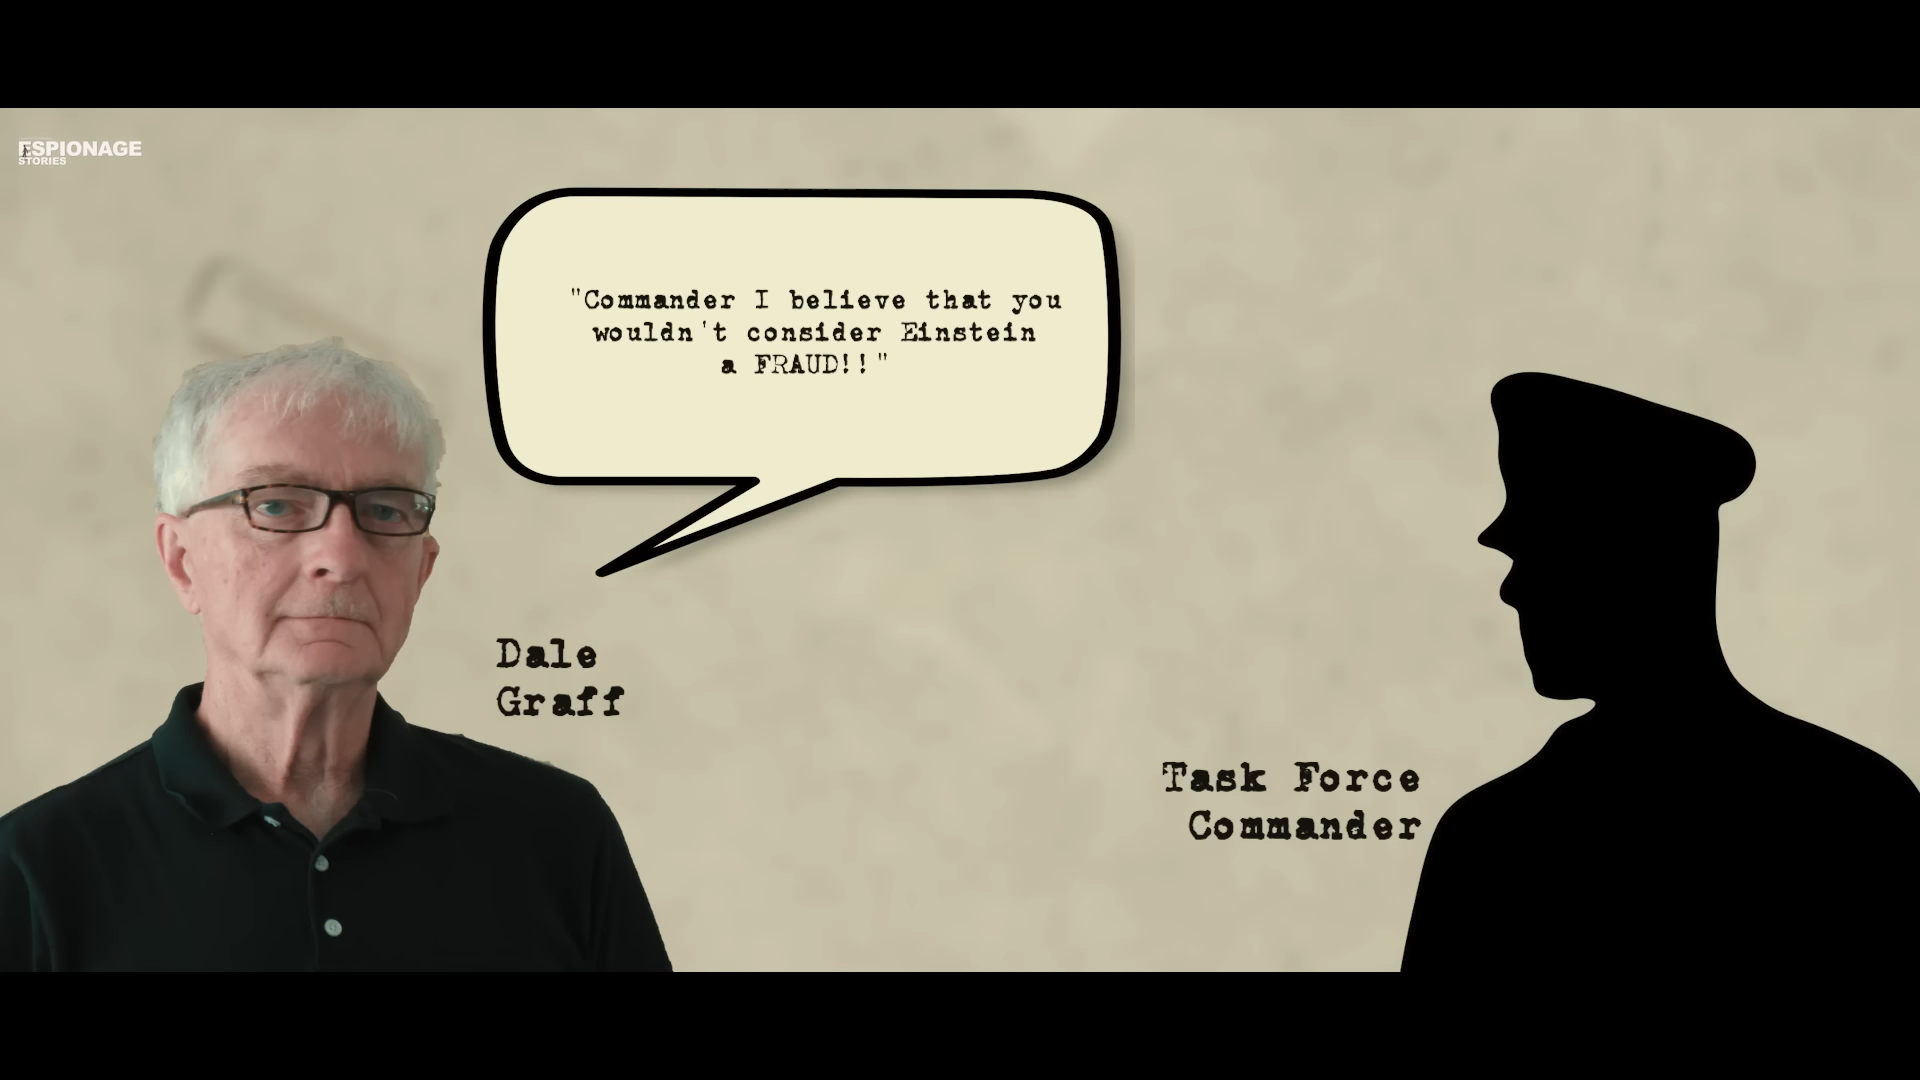 ESPIONAGE
STORIES
"Commander I believe that you
wouldn't consider Einstein
a FRAUD!!"
Dale
Graff
Task Force
Commander